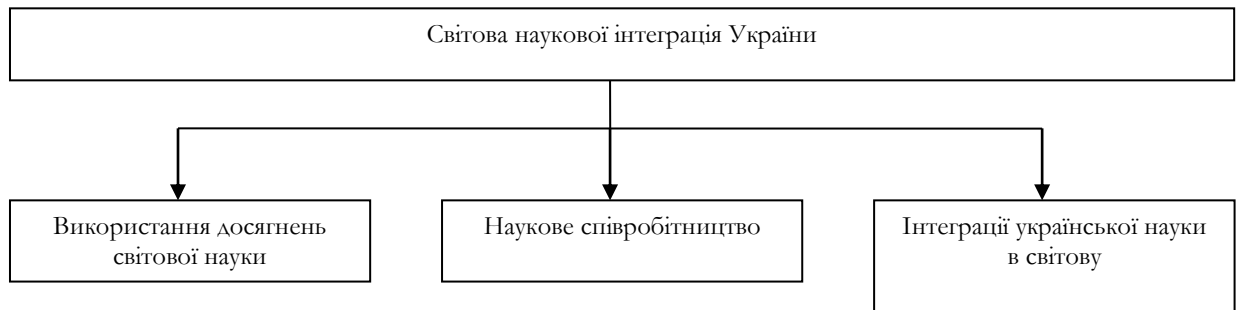 Світова наукової інтеграція України
Використання досягнень
світової науки
Наукове співробітництво
Інтеграції української науки
в світову